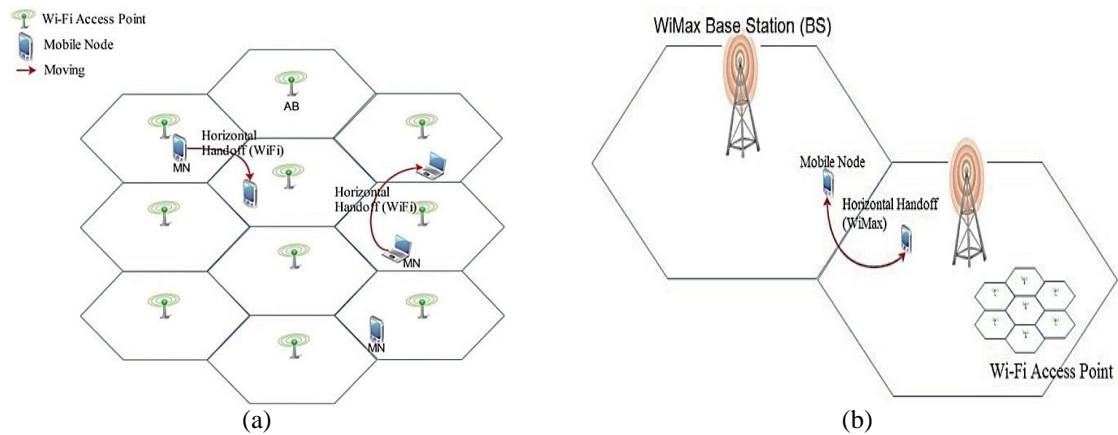 Wi-Fi Access Point
Mobile Node
Moving
AB
Horizontal
Handoff (WiFi)
MN
Horizontal
Handoff (WiFi)
MN
MN
(a)
WiMax Base Station (BS)
Mobile Node
Horizontal Handoff
(WiMax)
Wi-Fi Access Point
(b)